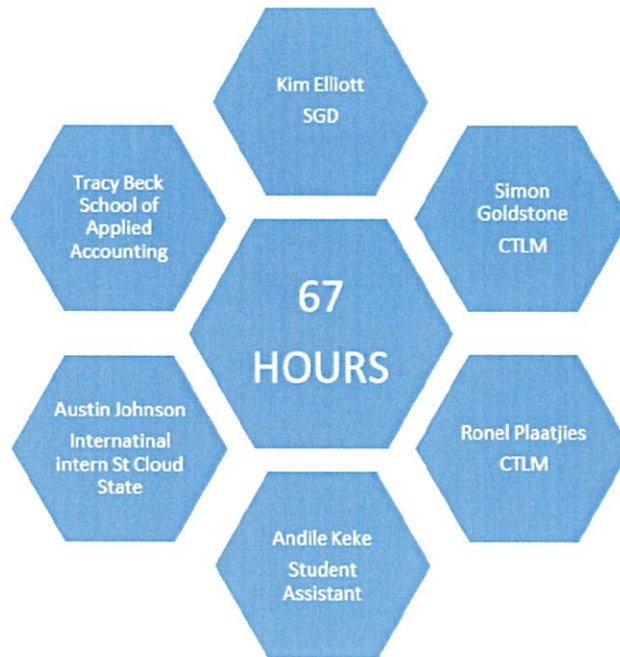 Kim Elliott
SGD
Tracy Beck
School of
Applied
Accounting
Simon
Goldstone
CTLM
67
HOURS
Austin Johnson
Internatinal
intern St Cloud
State
Ronel Plaatjies
CTLM
Andile Keke
Student
Assistant